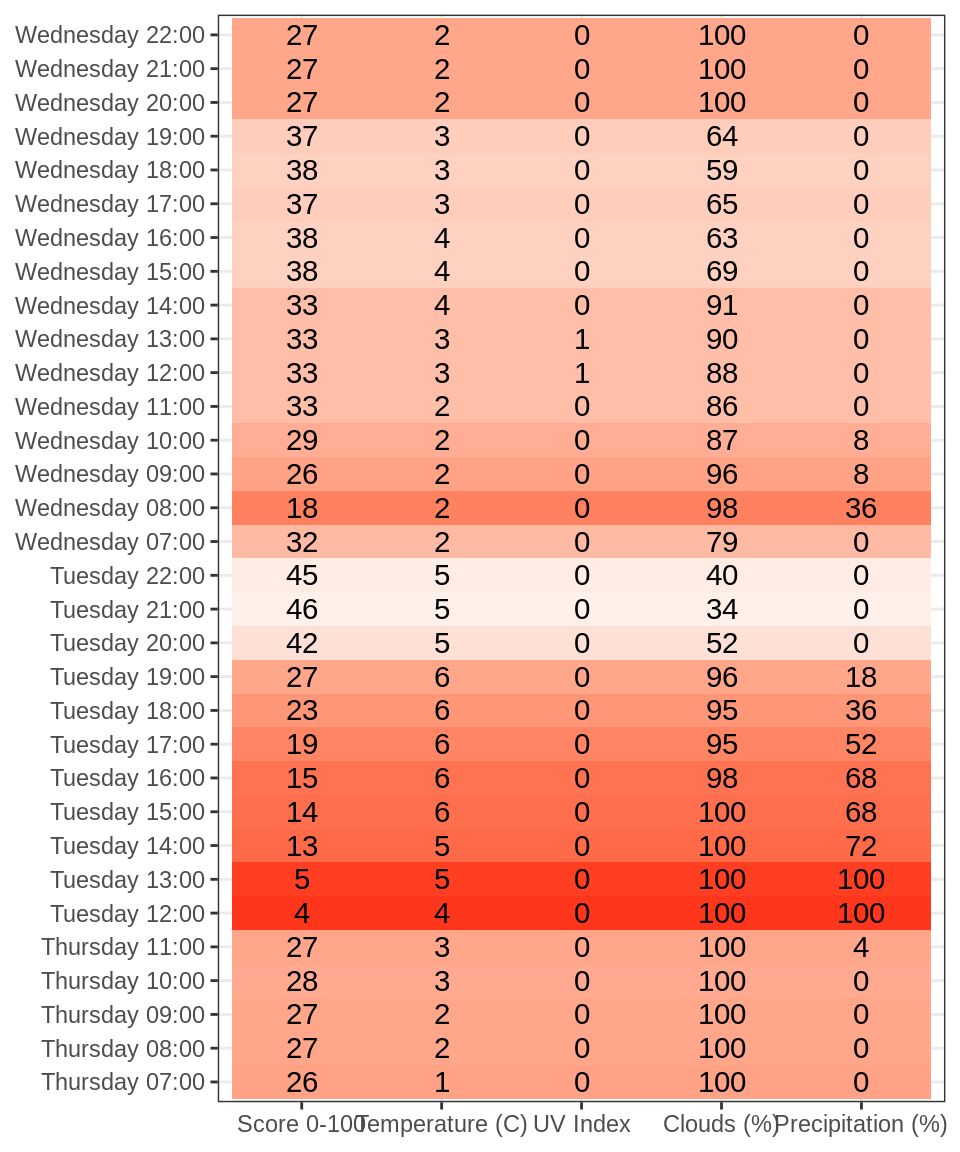 Wednesday 22:00 27 2 0 100 0
Wednesday 21:00 27 2 0 100 0
Wednesday 20:00 27 2 0 100 0
Wednesday 19:00 37 3 0 64 0
Wednesday 18:00 38 3 0 59 0
Wednesday 17:00 37 3 0 65 0
Wednesday 16:00 38 4 0 63 0
Wednesday 15:00 38 4 0 69 0
Wednesday 14:00 33 4 0 91 0
Wednesday 13:00 33 3 1 90 0
Wednesday 12:00 33 3 1 88 0
Wednesday 11:00 33 2 0 86 0
Wednesday 10:00 29 2 0 87 8
Wednesday 09:00 26 2 0 96 8
Wednesday 08:00 18 2 0 98 36
Wednesday 07:00 32 2 0 79 0
Tuesday 22:00 45 5 0 40 0
Tuesday 21:00 46 5 0 34 0
Tuesday 20:00 42 5 0 52 0
Tuesday 19:00 27 6 0 96 18
Tuesday 18:00 23 6 0 95 36
Tuesday 17:00 19 6 0 95 52
Tuesday 16:00 15 6 0 98 68
Tuesday 15:00 14 6 0 100 68
Tuesday 14:00 13 5 0 100 72
Tuesday 13:00 5 5 0 100 100
Tuesday 12:00 4 4 0 100 100
Thursday 11:00 27 3 0 100 4
Thursday 10:00 28 3 0 100 0
Thursday 09:00 27 2 0 100 0
Thursday 08:00 27 2 0 100 0
Thursday 07:00 26 1 0 100 0
Score 0-100 Temperature (C) UV Index Clouds (%) Precipitation (%)